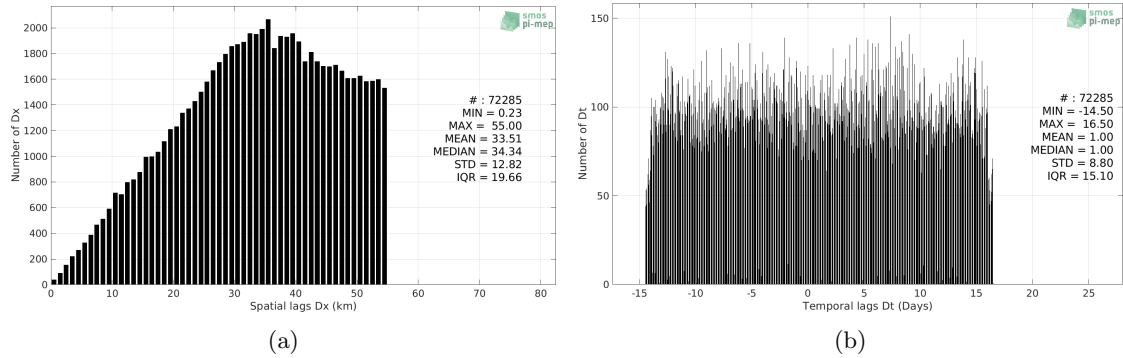 2000
1800
1600
1400
1200
1000
800
600
400
200
0
Number of Dx
0 10 20 30 40 50 60 70 80
Spatial lags Dx (km)
smos
pi-mep
# : 72285
MIN = 0.23
MAX = 55.00
MEAN = 33.51
MEDIAN = 34.34
STD = 12.82
IQR = 19.66
(a)
150
100
50
0
Number of Dt
-15 -10 -5 0 5 10 15 20 25
Temporal lags Dt (Days)
smos
pi-mep
# : 72285
MIN = -14.50
MAX = 16.50
MEAN = 1.00
MEDIAN = 1.00
STD = 8.80
IQR = 15.10
(b)